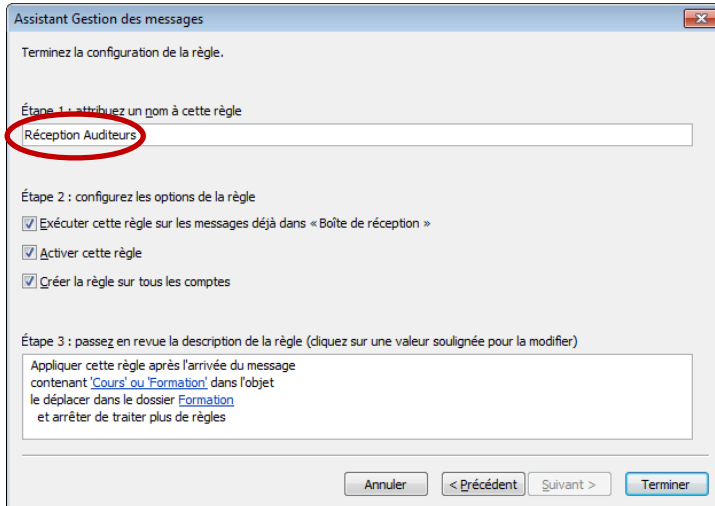 Assistant Gestion des messages
Terminez la configuration de la règle.
Étape 1 : attribuez un nom à cette règle
Réception Auditeurs
Étape 2 : configurez les options de la règle
Exécuter cette règle sur les messages déjà dans « Boîte de réception »
Activer cette règle
Créer la règle sur tous les comptes
Étape 3 : passez en revue la description de la règle (cliquez sur une valeur soulignée pour la modifier)
Appliquer cette règle après l'arrivée du message
contenant 'Cours' ou 'Formation' dans l'objet
le déplacer dans le dossier Formation
et arrêter de traiter plus de règles
Annuler < Précédent Suivant > Terminer